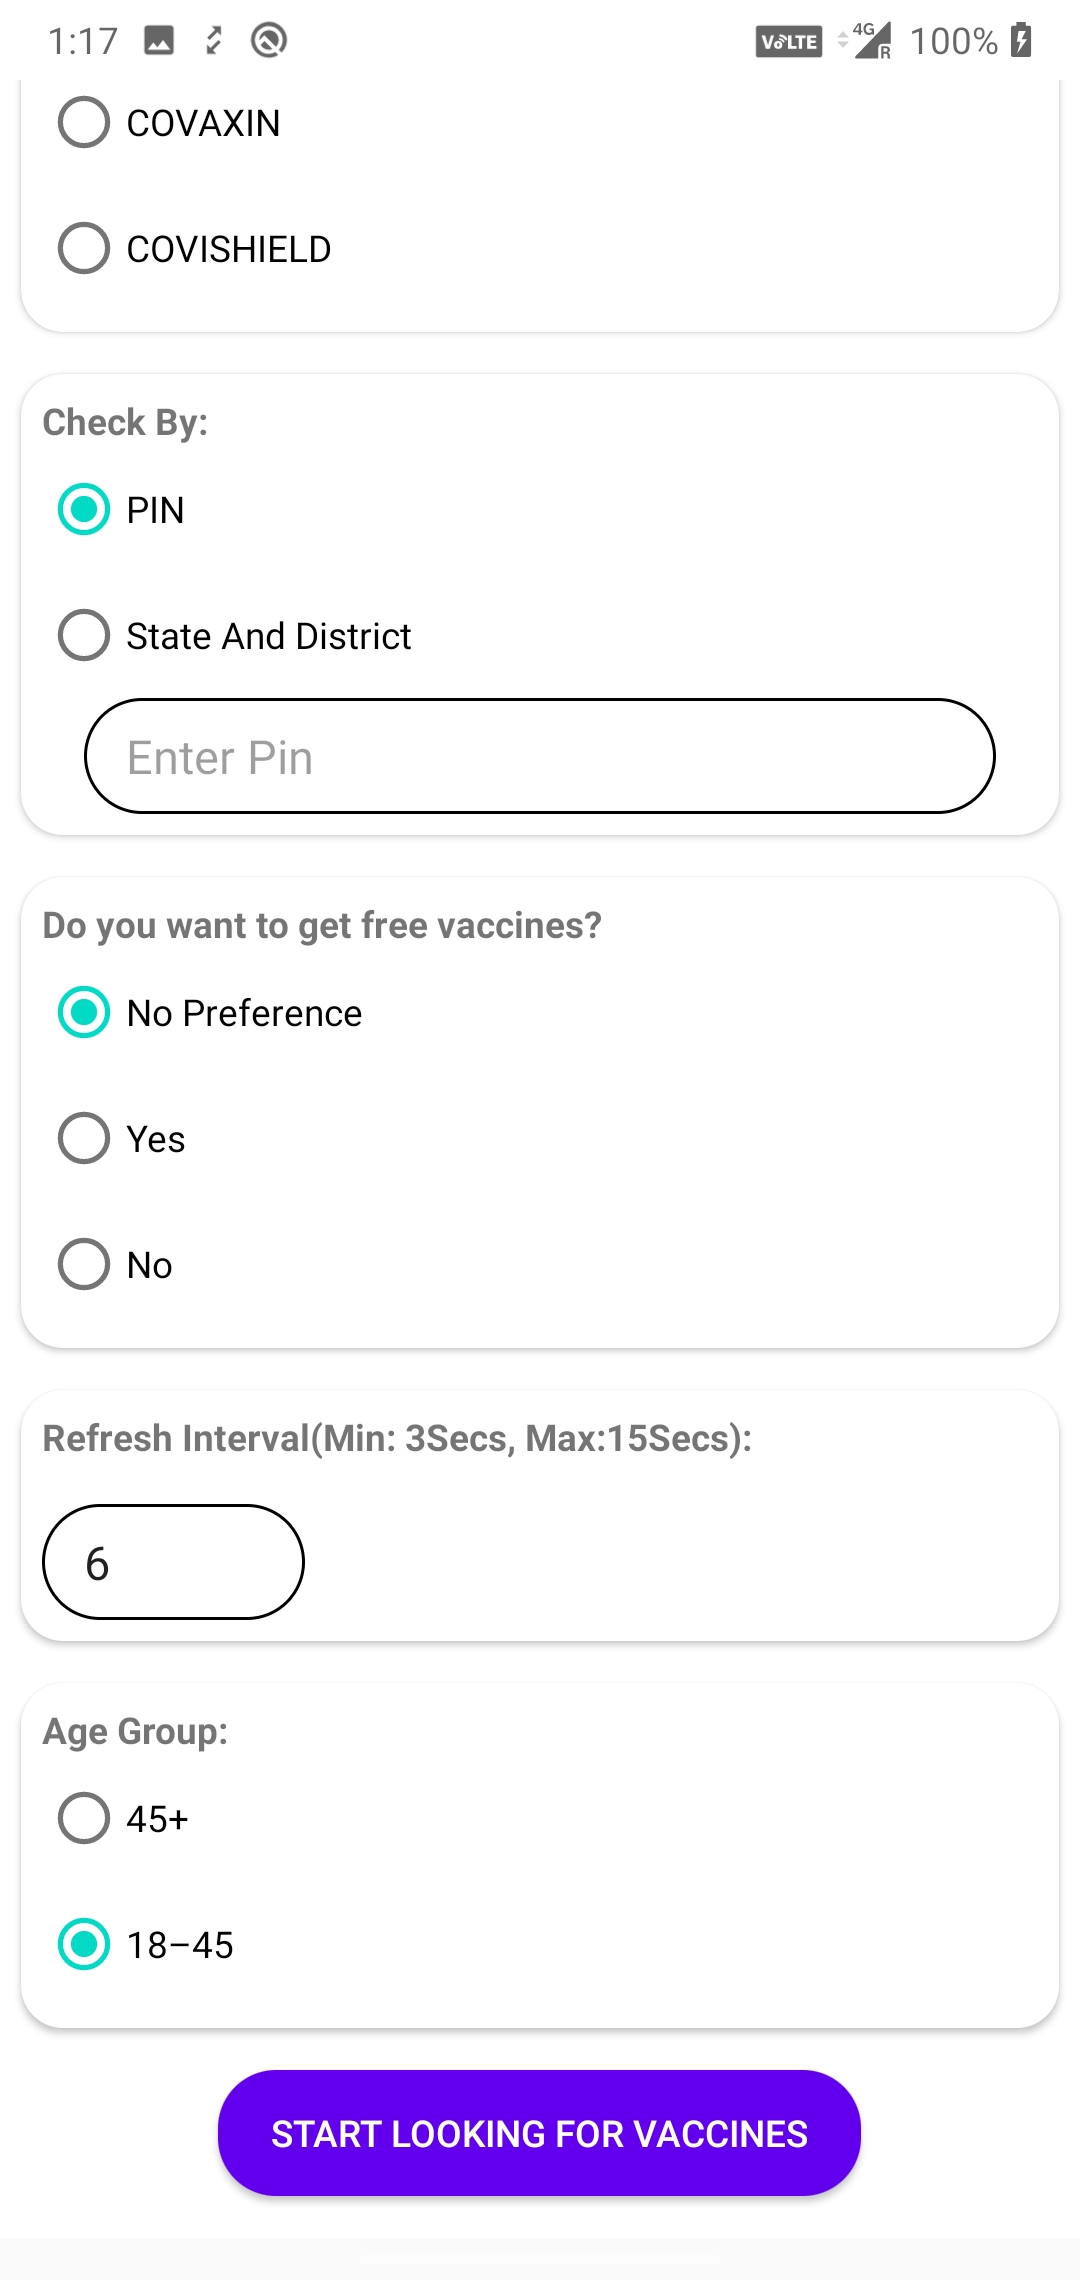 1:17 VoLTE 4G R 100%
COVAXIN
COVISHIELD
Check By:
PIN
State And District
Enter Pin
Do you want to get free vaccines?
No Preference
Yes
No
Refresh Interval(Min: 3Secs, Max:15Secs):
6
Age Group:
45+
18–45
START LOOKING FOR VACCINES